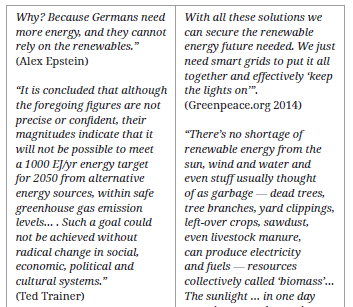 Why? Because Germans need
more energy, and they cannot
rely on the renewables.”
(Alex Epstein)
“It is concluded that although
the foregoing figures are not
precise or confident, their
magnitudes indicate that it
will not be possible to meet
a 1000 EJ/yr energy target
for 2050 from alternative
energy sources, within safe
greenhouse gas emission
levels... . Such a goal could
not be achieved without
radical change in social,
economic, political and
cultural systems.”
(Ted Trainer)
With all these solutions we
can secure the renewable
energy future needed. We just
need smart grids to put it all
together and effectively ‘keep
the lights on’”.
(Greenpeace.org 2014)
“There’s no shortage of
renewable energy from the
sun, wind and water and
even stuff usually thought
of as garbage — dead trees,
tree branches, yard clippings,
left-over crops, sawdust,
even livestock manure,
can produce electricity
and fuels — resources
collectively called ‘biomass’...
The sunlight ... in one day